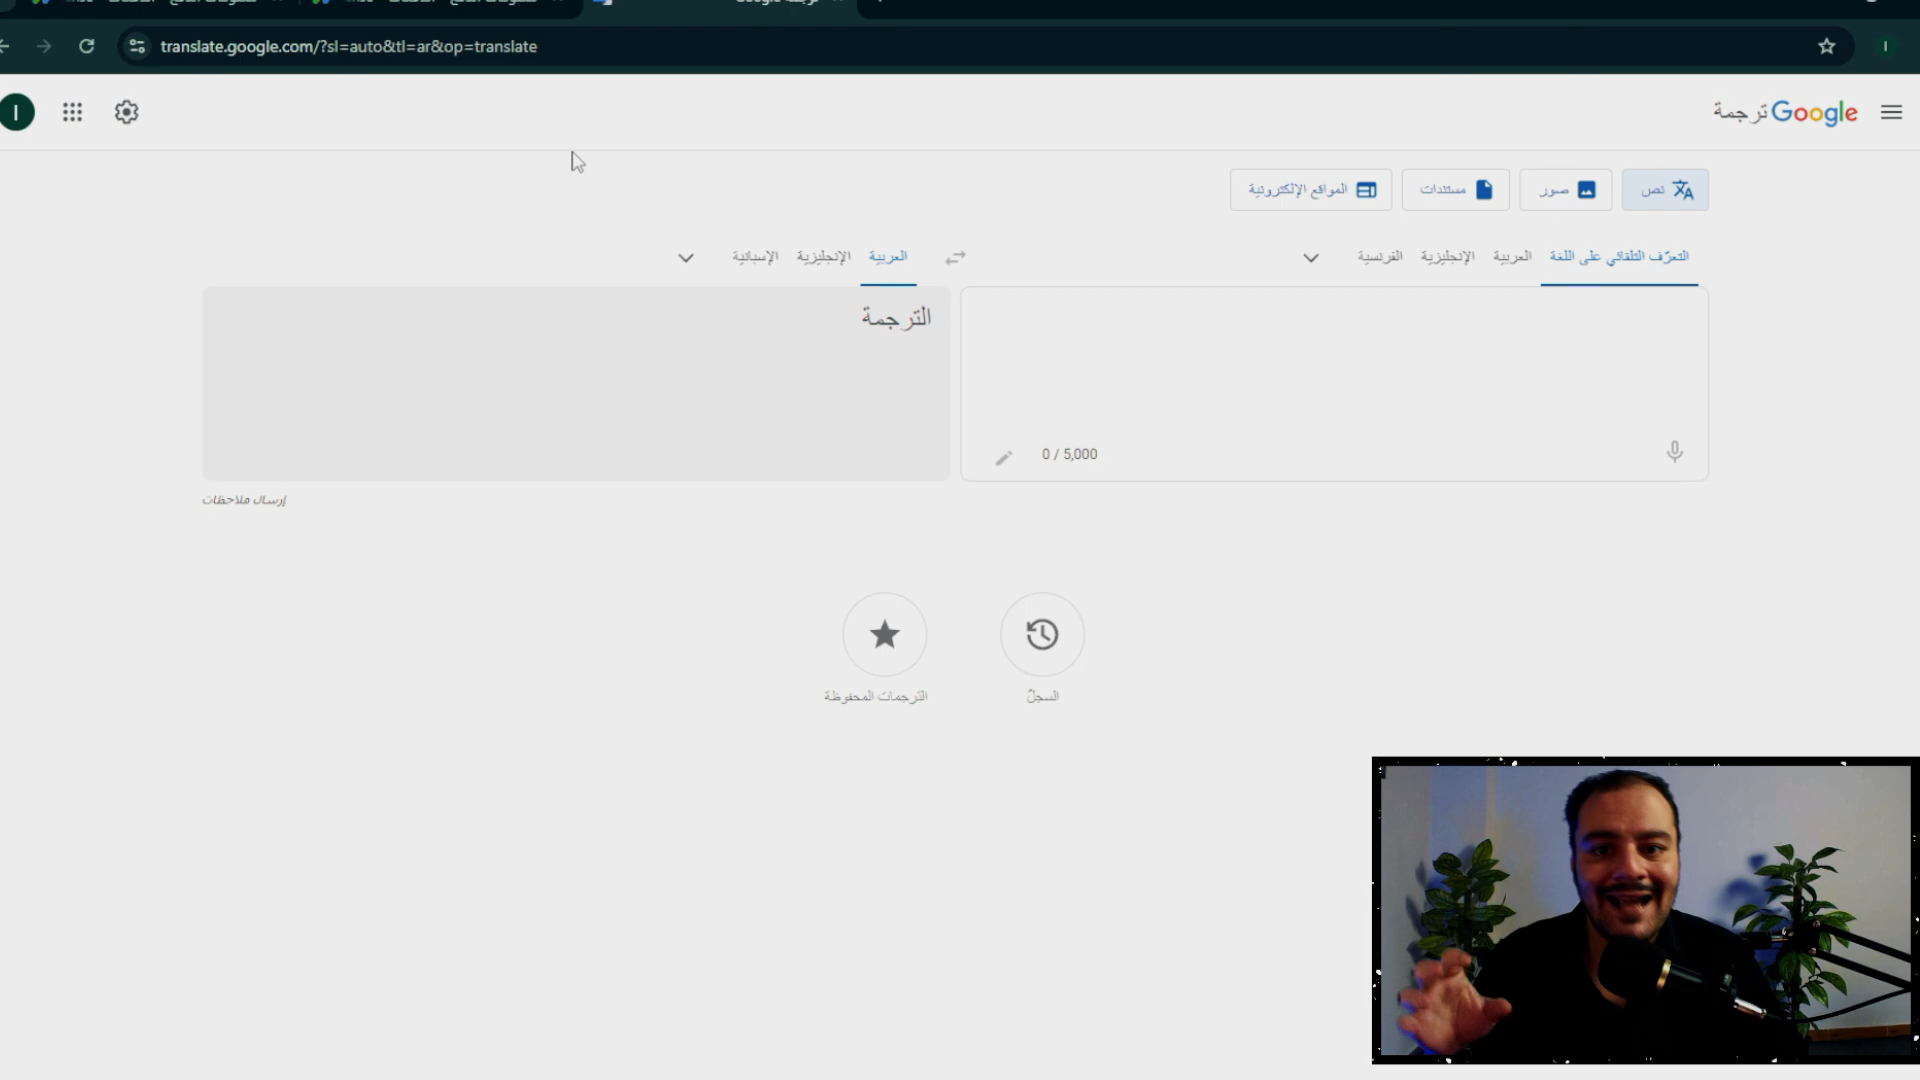 translate.google.com/?sl=auto&tl=ar&op=translate
I
I
ترجمة Google
نص
صور
مستندات
المواقع الإلكترونية
التعرّف التلقائي على اللغة
العربية
الإنجليزية
الفرنسية
العربية
الإنجليزية
الإسبانية
الترجمة
0 / 5,000
إرسال ملاحظات
السجلّ
الترجمات المحفوظة